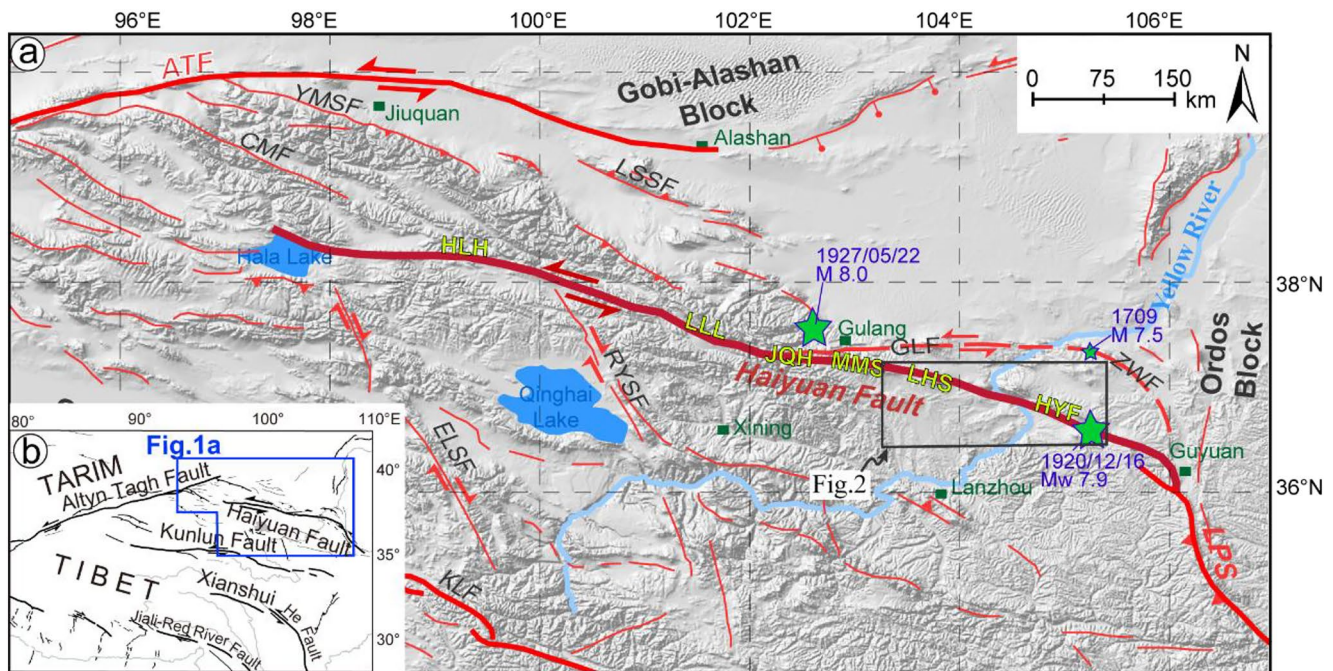 96°E
98°E
100°E
102°E
104°E
106°E
a
ATF
YMSF
Jiuquan
Gobi-Alashan
Block
Alashan
N
0 75 150
km
CMF
LSSF
Hala Lake
HLH
1927/05/22
M 8.0
38°N
Yellow River
LLL
Gulang
GLF
1709
M 7.5
JQH
MMS
LHS
Haiyuan Fault
ZWF
Ordos
Block
RYSF
Qinghai
Lake
HYF
Xining
ELSF
Fig.2
1920/12/16
Mw 7.9
Guyuan
Lanzhou
36°N
LPS
KLF
80°
90°
100°
110°E
b
Fig.1a
TARIM
40°
Altyn Tagh Fault
Haiyuan Fault
Kunlun Fault
35°
TIBET
Xianshui
He Fault
Jiali-Red River
Fault
30°